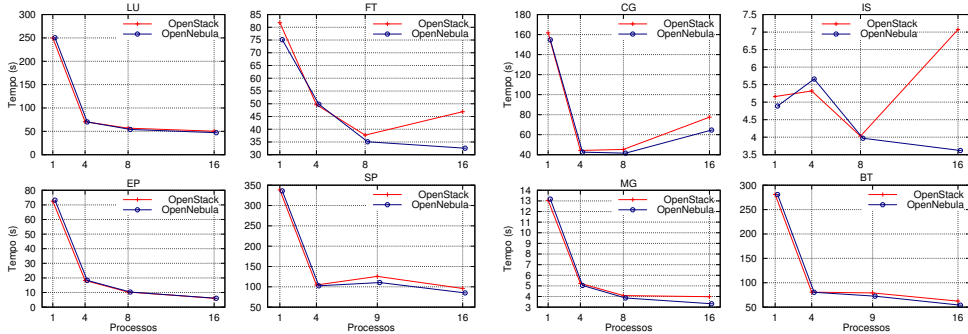 LU
Tempo (s)
300
250
200
150
100
50
0
1 4 8 16
OpenStack
OpenNebula
FT
85
80
75
70
65
60
55
50
45
40
35
30
1 4 8 16
OpenStack
OpenNebula
CG
Tempo (s)
180
160
140
120
100
80
60
40
1 4 8 16
OpenStack
OpenNebula
IS
7.5
7
6.5
6
5.5
5
4.5
4
3.5
1 4 8 16
OpenStack
OpenNebula
EP
Tempo (s)
80
70
60
50
40
30
20
10
0
1 4 8 16
Processos
OpenStack
OpenNebula
SP
350
300
250
200
150
100
50
1 4 9 16
Processos
OpenStack
OpenNebula
MG
Tempo (s)
14
13
12
11
10
9
8
7
6
5
4
3
1 4 8 16
Processos
OpenStack
OpenNebula
BT
300
250
200
150
100
50
1 4 9 16
Processos
OpenStack
OpenNebula